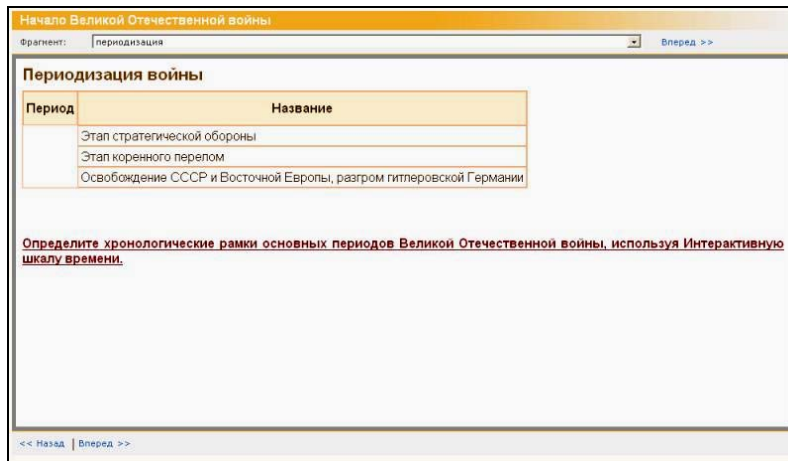 Начало Великой Отечественной войны
Фрагмент: периодизация Вперед >>
Периодизация войны
Период Название
Этап стратегической обороны
Этап коренного перелом
Освобождение СССР и Восточной Европы, разгром гитлеровской Германии
Определите хронологические рамки основных периодов Великой Отечественной войны, используя Интерактивную
шкалу времени.
<< Назад | Вперед >>